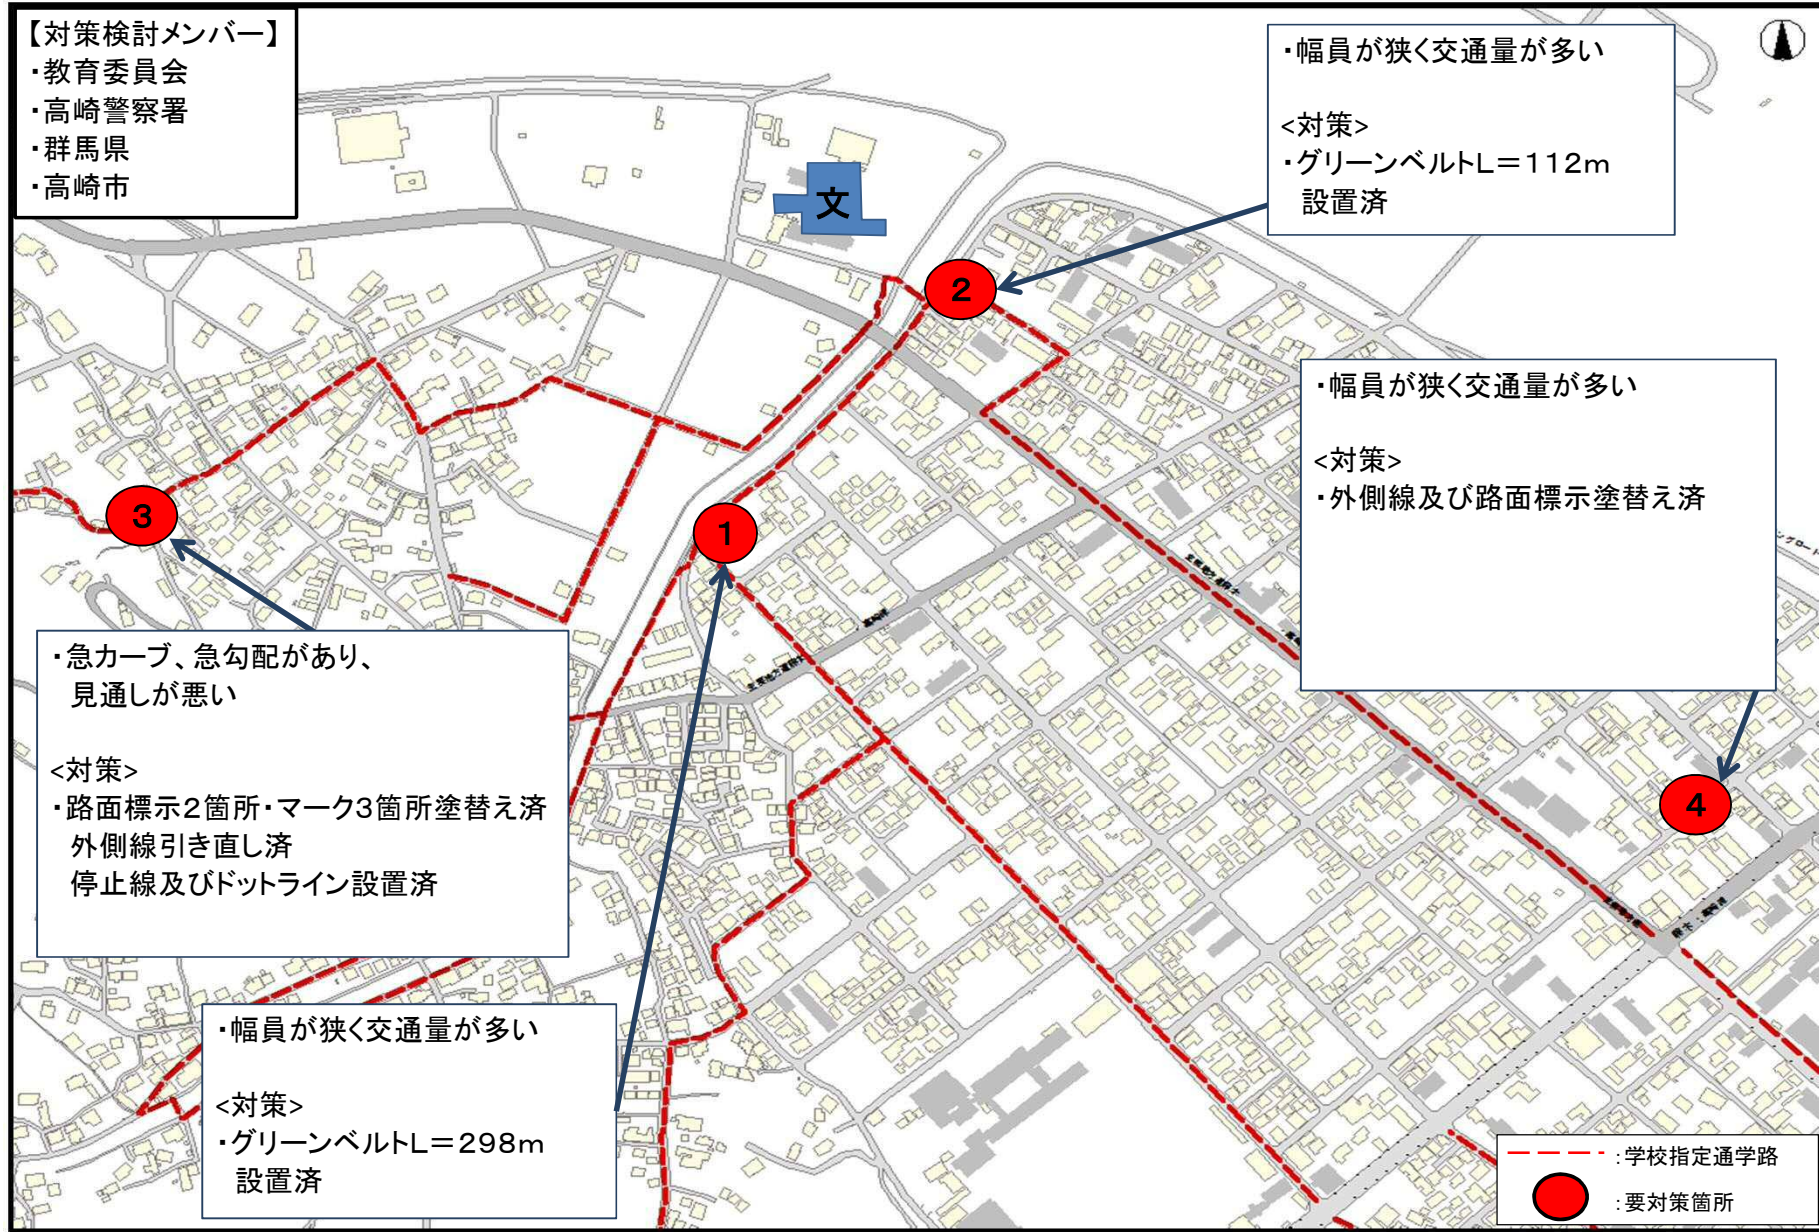 【対策検討メンバー】
・教育委員会
・高崎警察署
・群馬県
・高崎市
文
・幅員が狭く交通量が多い
<対策>
・グリーンベルトL=112m
設置済
2
・幅員が狭く交通量が多い
<対策>
・外側線及び路面標示塗替え済
3
1
4
・急カーブ、急勾配があり、
見通しが悪い
<対策>
・路面標示2箇所・マーク3箇所塗替え済
外側線引き直し済
停止線及びドットライン設置済
・幅員が狭く交通量が多い
<対策>
・グリーンベルトL=298m
設置済
:学校指定通学路
:要対策箇所